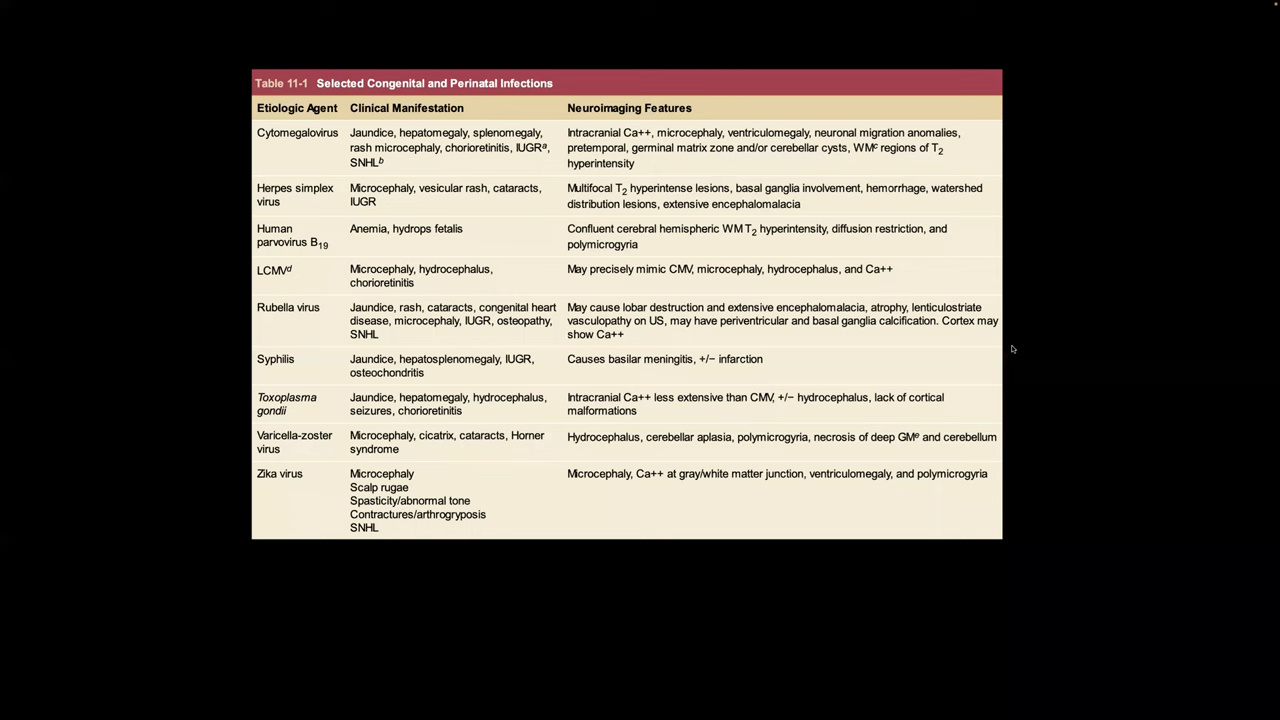 Table 11-1 Selected Congenital and Perinatal Infections
Etiologic Agent Clinical Manifestation Neuroimaging Features
Cytomegalovirus Jaundice, hepatomegaly, splenomegaly, Intracranial Ca++, microcephaly, ventriculomegaly, neuronal migration anomalies,
rash microcephaly, chorioretinitis, IUGRa, pretemporal, germinal matrix zone and/or cerebellar cysts, WMc regions of T2
SNHLb hyperintensity
Herpes simplex Microcephaly, vesicular rash, cataracts, Multifocal T2 hyperintense lesions, basal ganglia involvement, hemorrhage, watershed
virus IUGR distribution lesions, extensive encephalomalacia
Human Anemia, hydrops fetalis Confluent cerebral hemispheric WM T2 hyperintensity, diffusion restriction, and
parvovirus B19 polymicrogyria
LCMVd Microcephaly, hydrocephalus, May precisely mimic CMV, microcephaly, hydrocephalus, and Ca++
chorioretinitis
Rubella virus Jaundice, rash, cataracts, congenital heart May cause lobar destruction and extensive encephalomalacia, atrophy, lenticulostriate
disease, microcephaly, IUGR, osteopathy, vasculopathy on US, may have periventricular and basal ganglia calcification. Cortex may
SNHL show Ca++
Syphilis Jaundice, hepatosplenomegaly, IUGR, Causes basilar meningitis, +/− infarction
osteochondritis
Toxoplasma Jaundice, hepatomegaly, hydrocephalus, Intracranial Ca++ less extensive than CMV, +/− hydrocephalus, lack of cortical
gondii seizures, chorioretinitis malformations
Varicella-zoster Microcephaly, cicatrix, cataracts, Horner Hydrocephalus, cerebellar aplasia, polymicrogyria, necrosis of deep GMe and cerebellum
virus syndrome
Zika virus Microcephaly Microcephaly, Ca++ at gray/white matter junction, ventriculomegaly, and polymicrogyria
Scalp rugae
Spasticity/abnormal tone
Contractures/arthrogryposis
SNHL